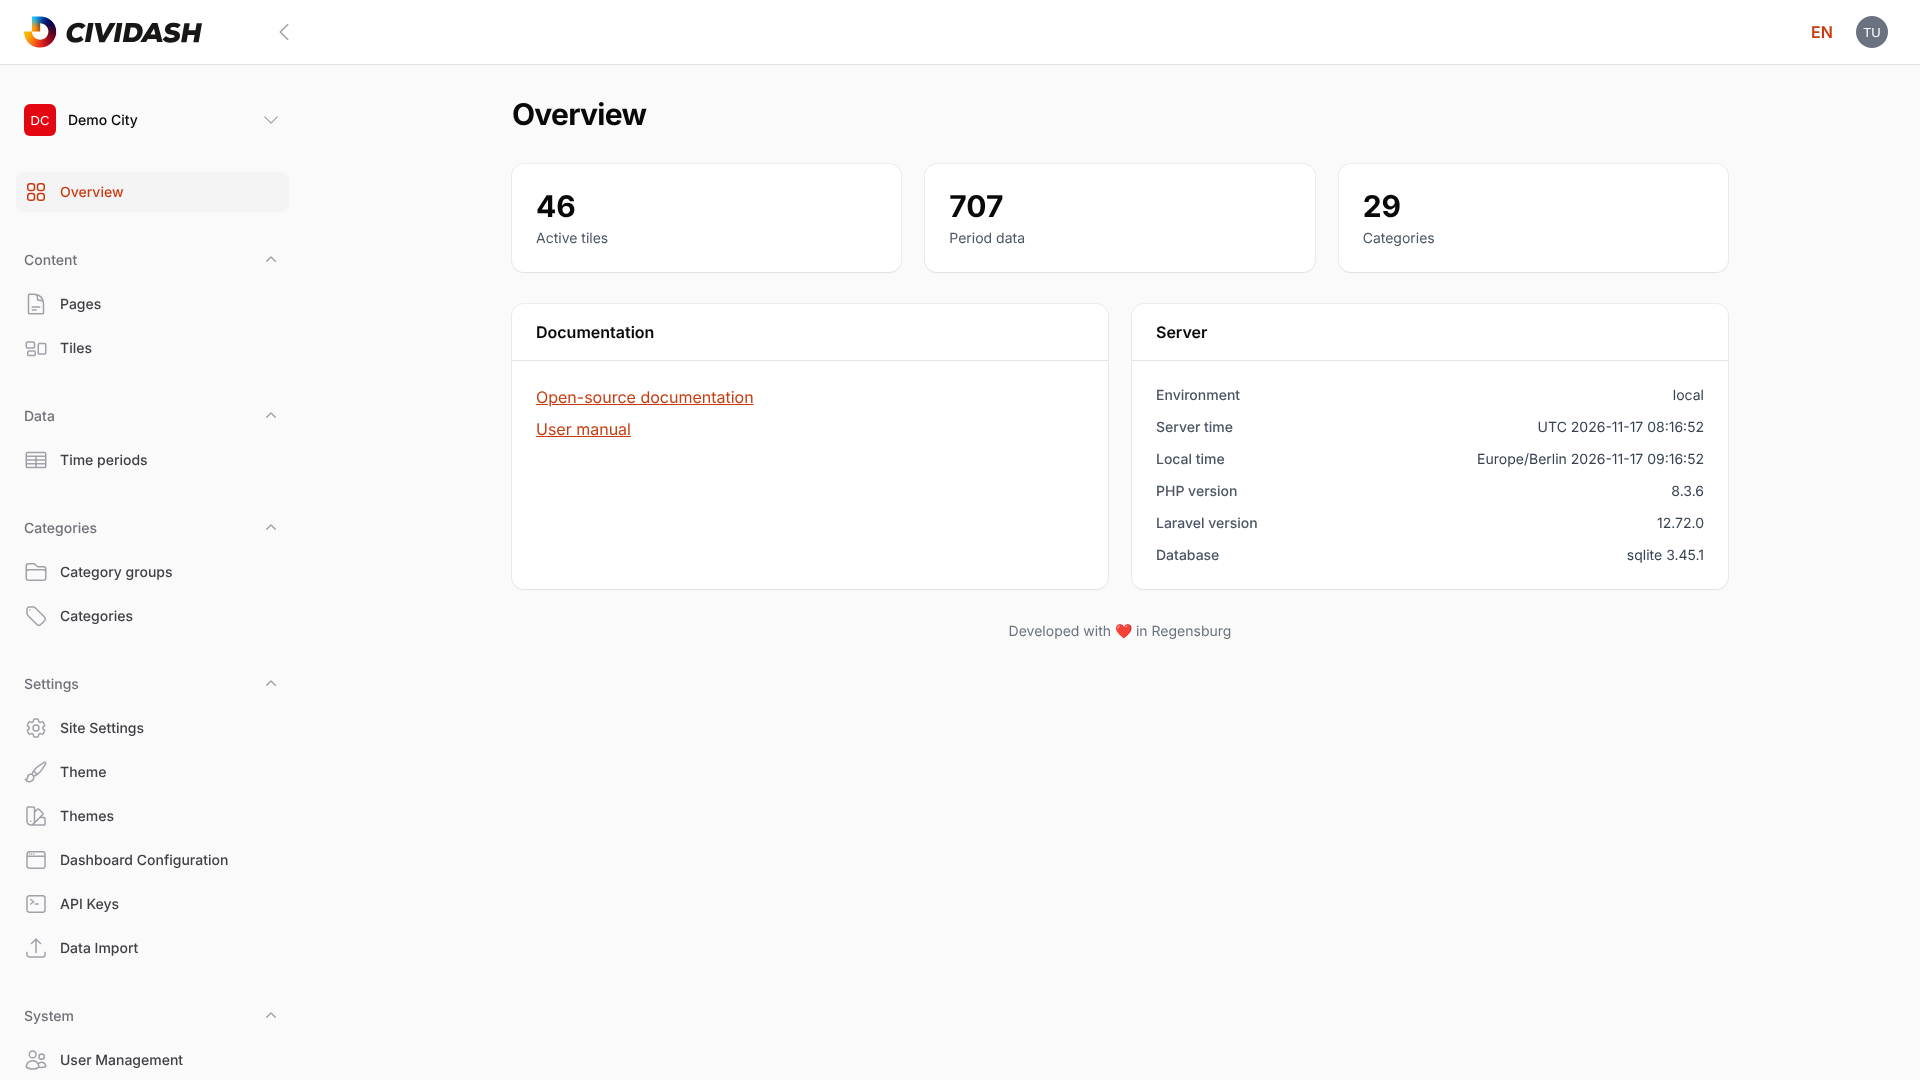 CIVIDASH
EN
TU
DC
Demo City
Overview
Content
Pages
Tiles
Data
Time periods
Categories
Category groups
Categories
Settings
Site Settings
Theme
Themes
Dashboard Configuration
API Keys
Data Import
System
User Management
Overview
46
Active tiles
707
Period data
29
Categories
Documentation
Open-source documentation
User manual
Server
Environment local
Server time UTC 2026-11-17 08:16:52
Local time Europe/Berlin 2026-11-17 09:16:52
PHP version 8.3.6
Laravel version 12.72.0
Database sqlite 3.45.1
Developed with ❤️ in Regensburg